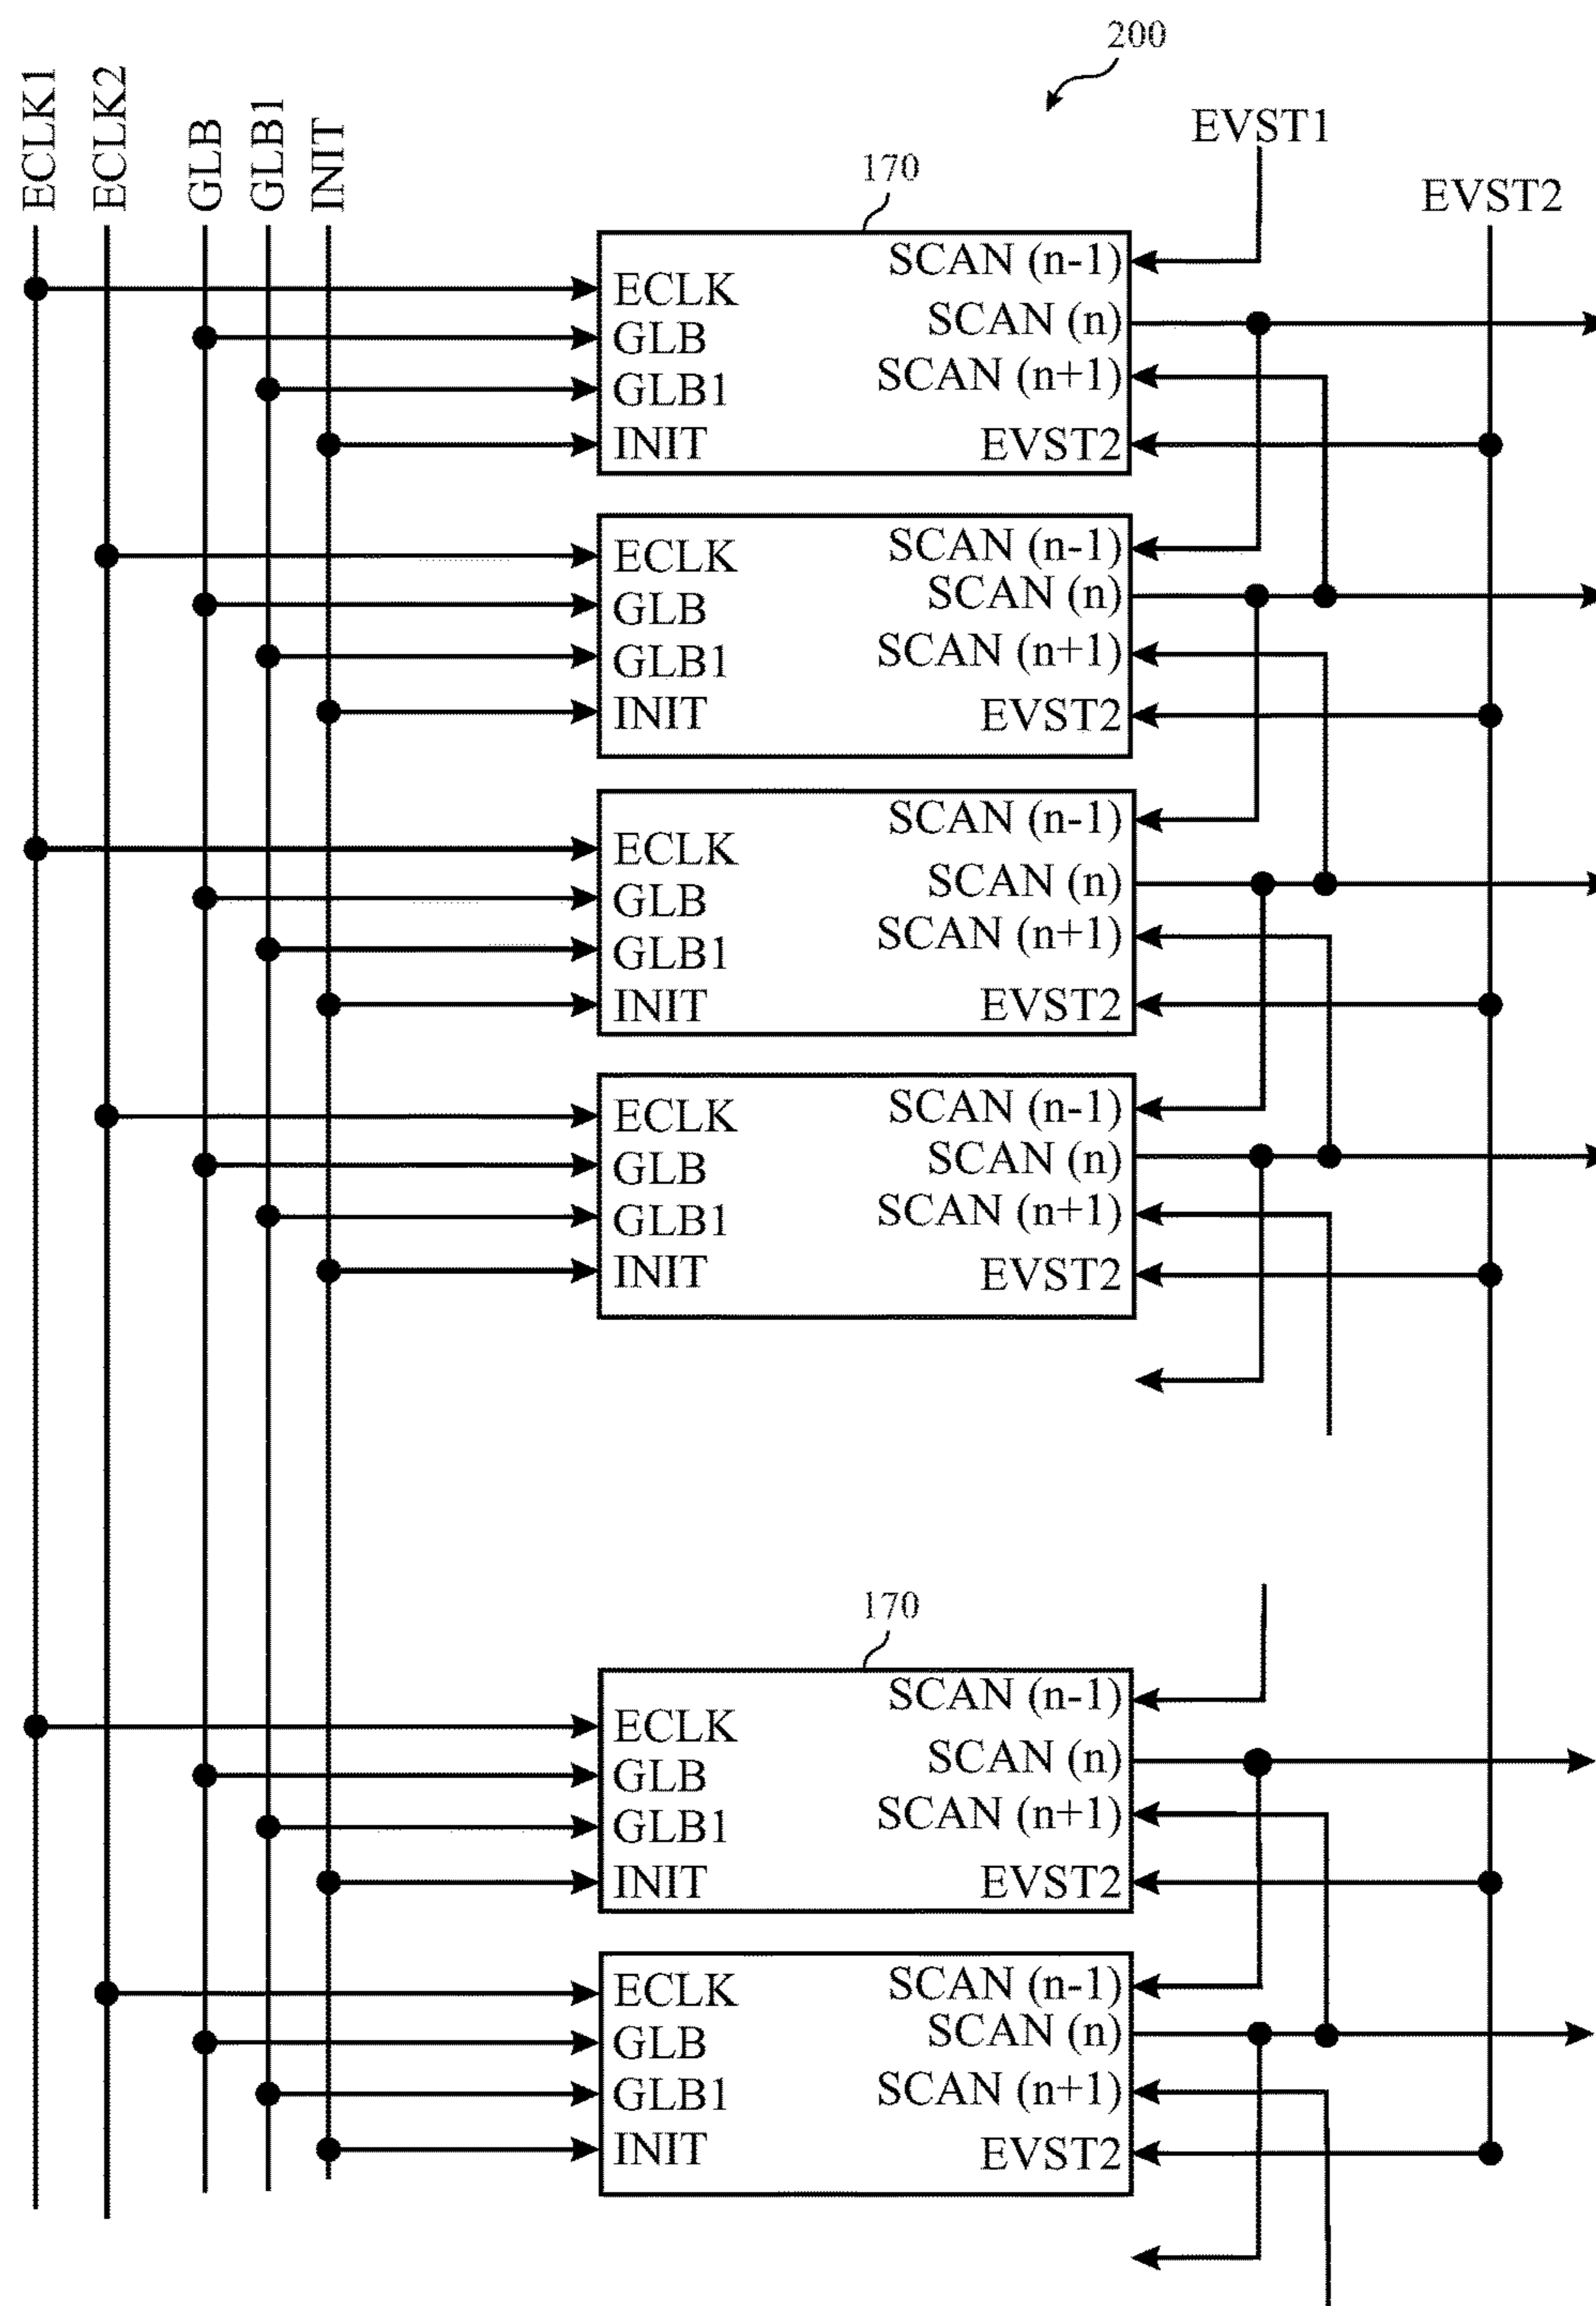 200
ECLK1
ECLK2
GLB
GLB1
INIT
EVST1
EVST2
170
SCAN (n-1)
ECLK
SCAN (n)
GLB
SCAN (n+1)
GLB1
INIT
EVST2
SCAN (n-1)
ECLK
SCAN (n)
GLB
SCAN (n+1)
GLB1
INIT
EVST2
SCAN (n-1)
ECLK
SCAN (n)
GLB
SCAN (n+1)
GLB1
INIT
EVST2
SCAN (n-1)
ECLK
SCAN (n)
GLB
SCAN (n+1)
GLB1
INIT
EVST2
170
SCAN (n-1)
ECLK
SCAN (n)
GLB
SCAN (n+1)
GLB1
INIT
EVST2
SCAN (n-1)
ECLK
SCAN (n)
GLB
SCAN (n+1)
GLB1
INIT
EVST2